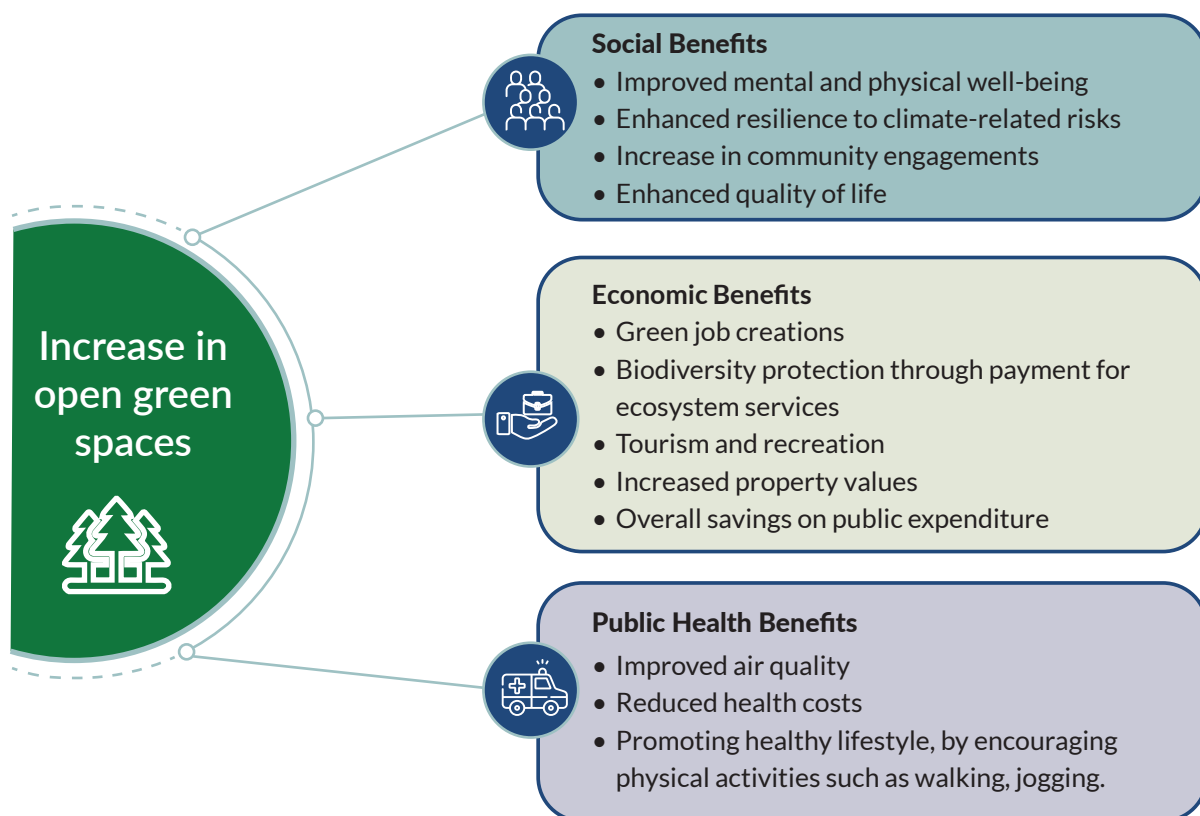 Increase in
open green
spaces
Social Benefits
• Improved mental and physical well-being
• Enhanced resilience to climate-related risks
• Increase in community engagements
• Enhanced quality of life
Economic Benefits
• Green job creations
• Biodiversity protection through payment for
ecosystem services
• Tourism and recreation
• Increased property values
• Overall savings on public expenditure
Public Health Benefits
• Improved air quality
• Reduced health costs
• Promoting healthy lifestyle, by encouraging
physical activities such as walking, jogging.